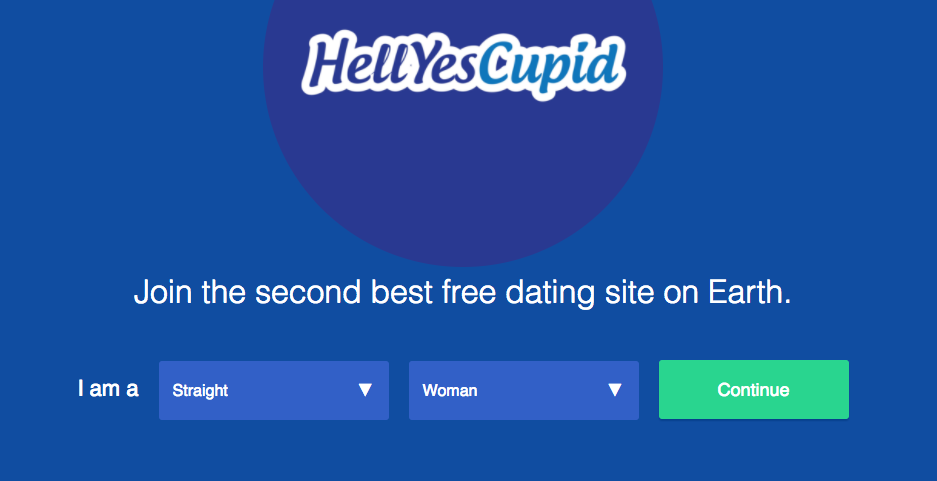 HellYesCupid
Join the second best free dating site on Earth.
I am a Straight ▼ Woman ▼ Continue